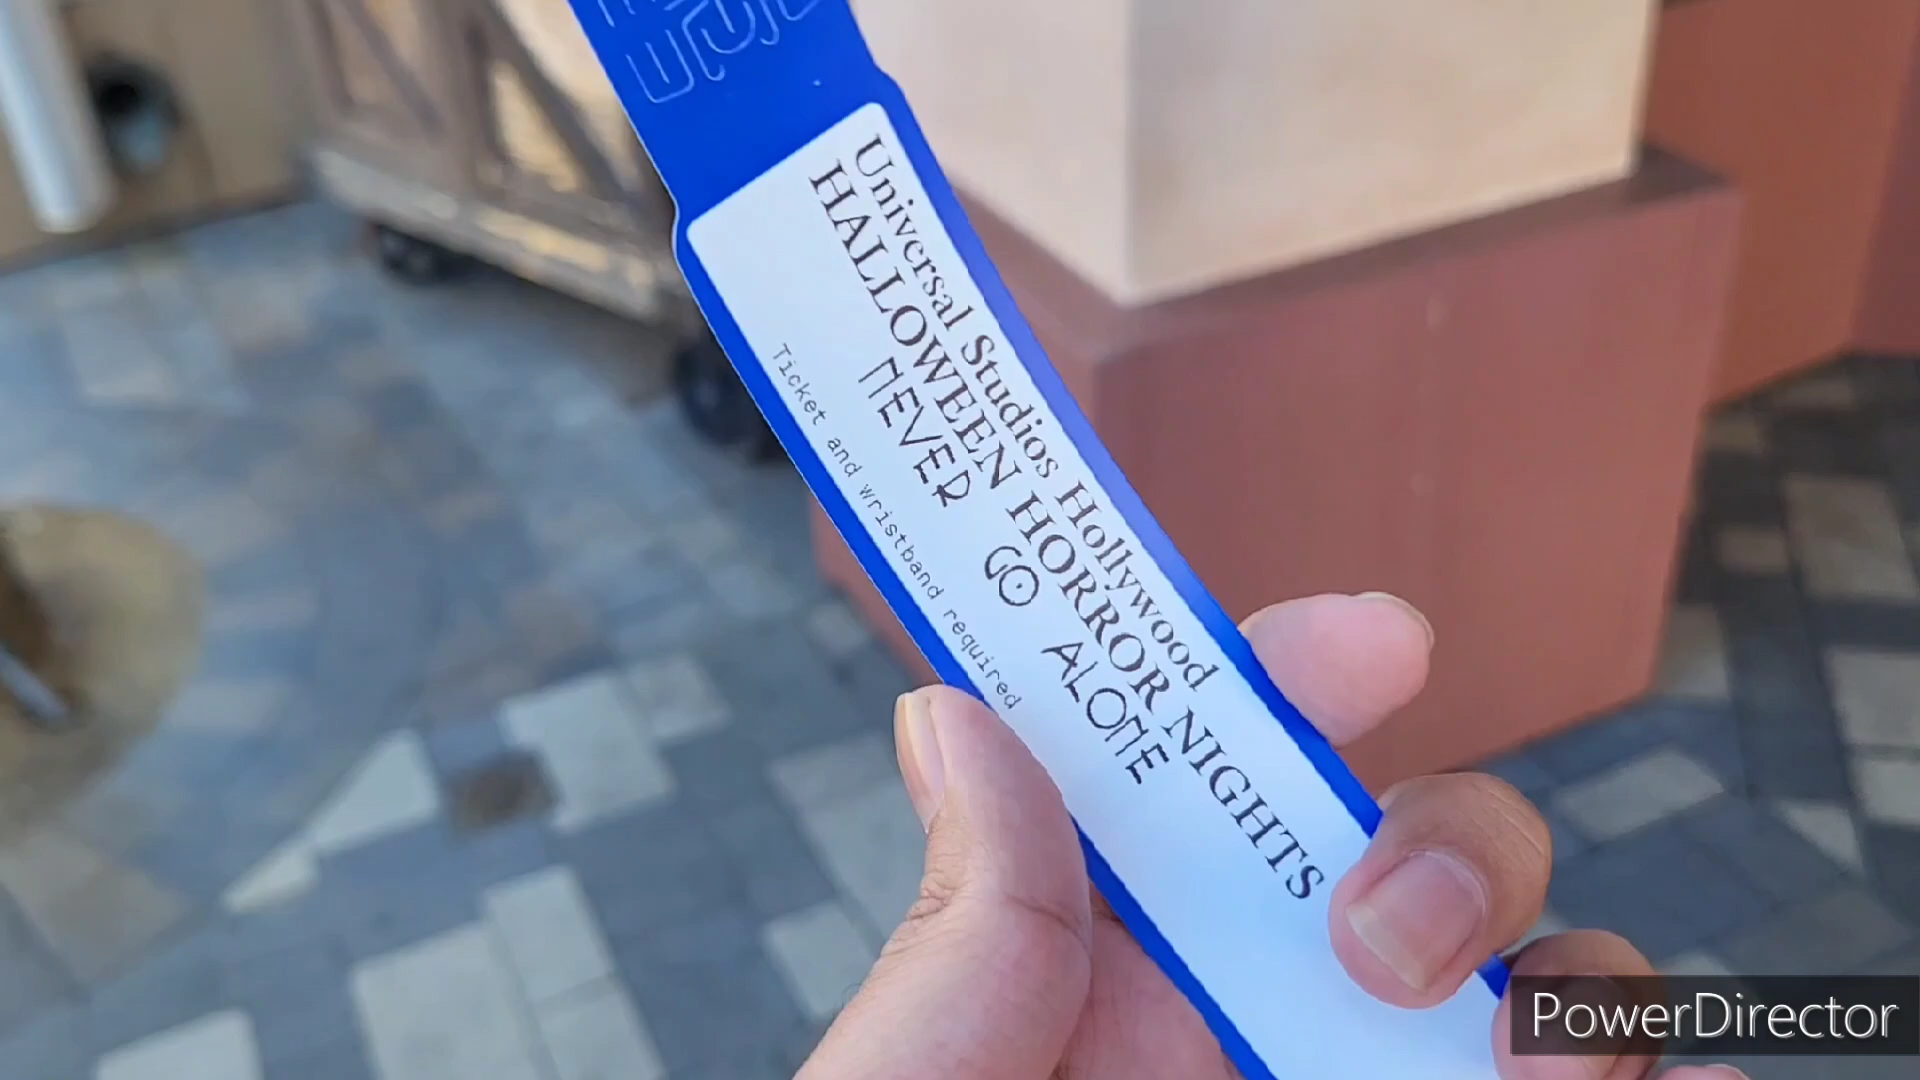 Universal Studios Hollywood
HALLOWEEN HORROR NIGHTS
NEVER GO ALONE
Ticket and wristband required
PowerDirector